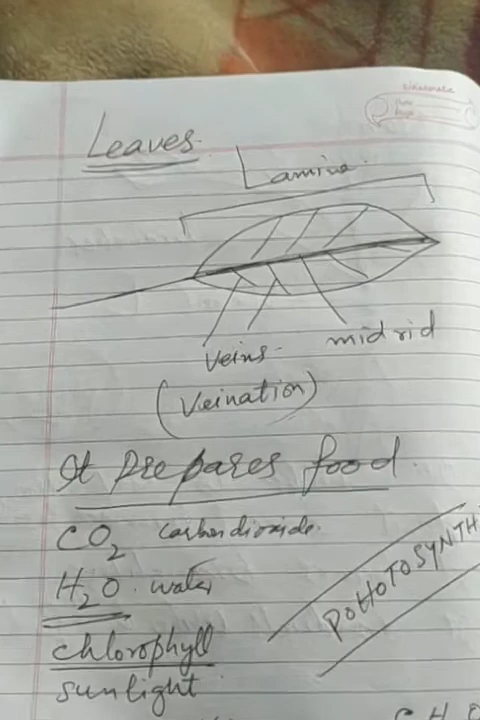 Leaves
Lamina
Veins
midrid
(Veination)
It prepares food.
CO2 carbondioxide.
H2O water
chlorophyll
sunlight
POHOTOSYNTH